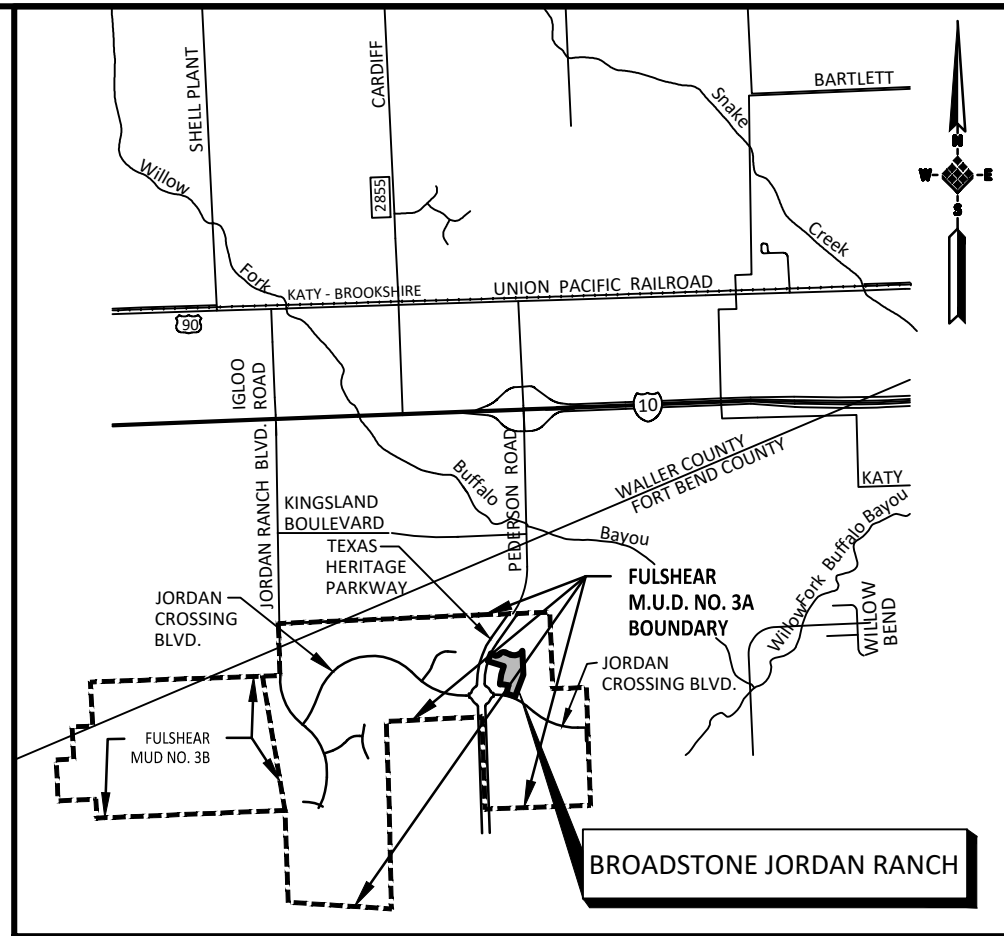 SHELL PLANT
CARDIFF
BARTLETT
Snake
Willow
2855
N
W
E
S
Creek
Fork
KATY - BROOKSHIRE
UNION PACIFIC RAILROAD
90
IGLOO
ROAD
10
JORDAN RANCH BLVD.
PEDERSON ROAD
WALLER COUNTY
FORT BEND COUNTY
Buffalo
KATY
KINGSLAND
BOULEVARD
Bayou
TEXAS
HERITAGE
PARKWAY
Willow Fork Buffalo Bayou
FULSHEAR
M.U.D. NO. 3A
BOUNDARY
JORDAN
CROSSING
BLVD.
WILLOW
BEND
JORDAN
CROSSING BLVD.
FULSHEAR
MUD NO. 3B
BROADSTONE JORDAN RANCH